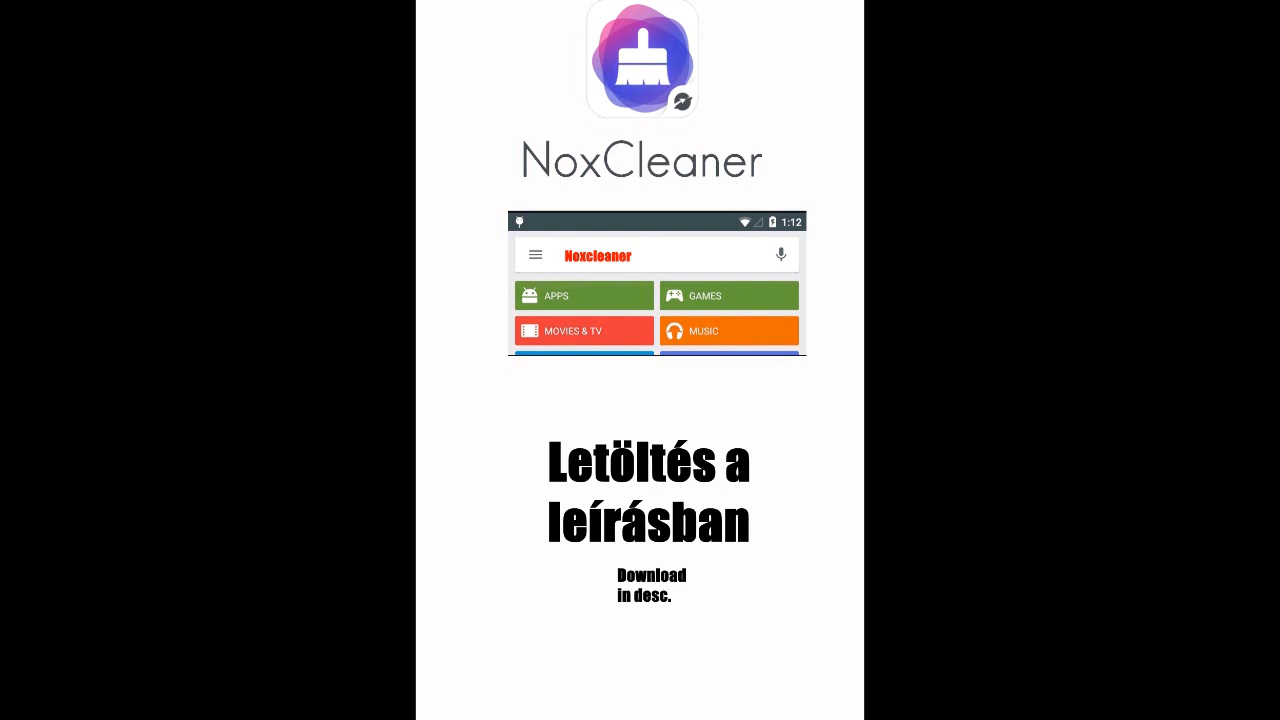 NoxCleaner
1:12
Noxcleaner
APPS
GAMES
MOVIES & TV
MUSIC
Letöltés a
leírásban
Download
in desc.